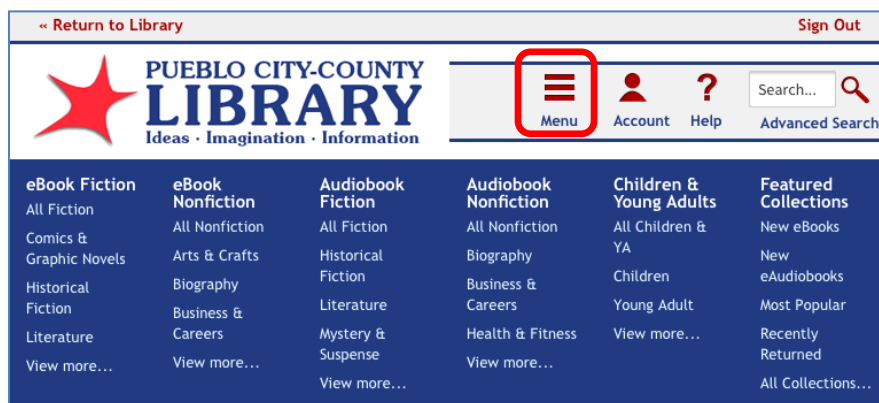 « Return to Library
Sign Out
PUEBLO CITY-COUNTY
LIBRARY
Ideas · Imagination · Information
Menu
Account
Help
Search...
Advanced Search
eBook Fiction
All Fiction
Comics &
Graphic Novels
Historical
Fiction
Literature
View more...
eBook
Nonfiction
All Nonfiction
Arts & Crafts
Biography
Business &
Careers
View more...
Audiobook
Fiction
All Fiction
Historical
Fiction
Literature
Mystery &
Suspense
View more...
Audiobook
Nonfiction
All Nonfiction
Biography
Business &
Careers
Health & Fitness
View more...
Children &
Young Adults
All Children &
YA
Children
Young Adult
View more...
Featured
Collections
New eBooks
New
eAudiobooks
Most Popular
Recently
Returned
All Collections...